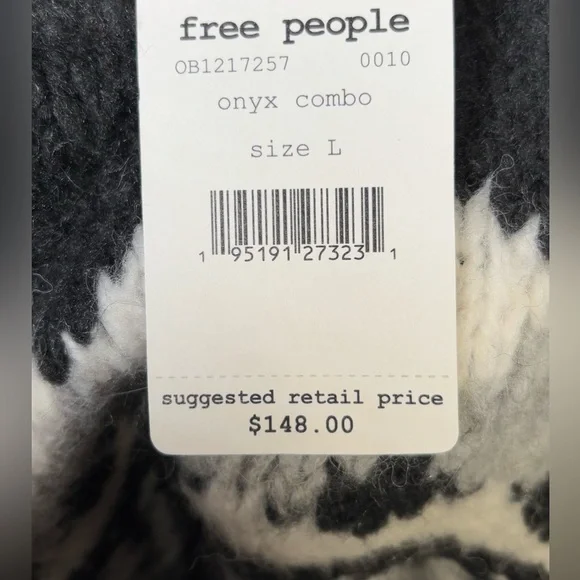 free people
OB1217257 0010
onyx combo
size L
1 95191 27323 1
suggested retail price
$148.00